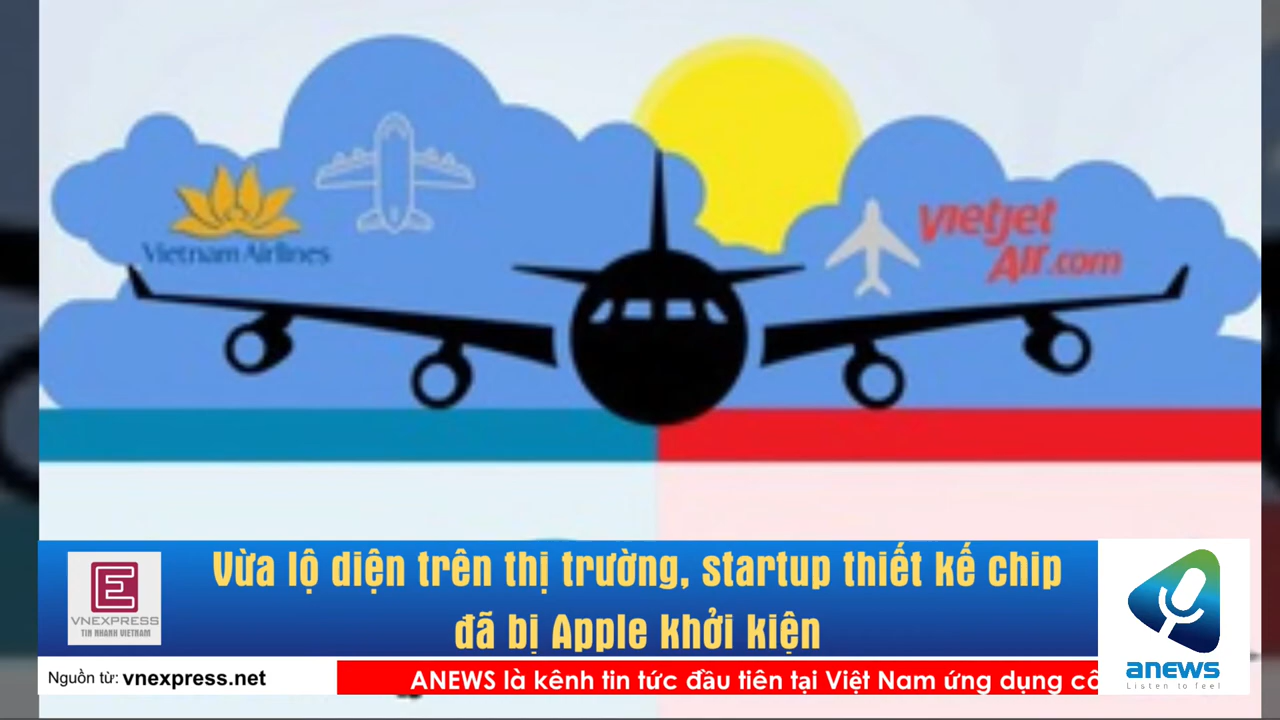 Vietnam Airlines
vietjet
Air.com
Vừa lộ diện trên thị trường, startup thiết kế chip
đã bị Apple khởi kiện
E
VNEXPRESS
TIN NHANH VIETNAM
Nguồn từ: vnexpress.net
ANEWS là kênh tin tức đầu tiên tại Việt Nam ứng dụng cô
anews
Listen to feel